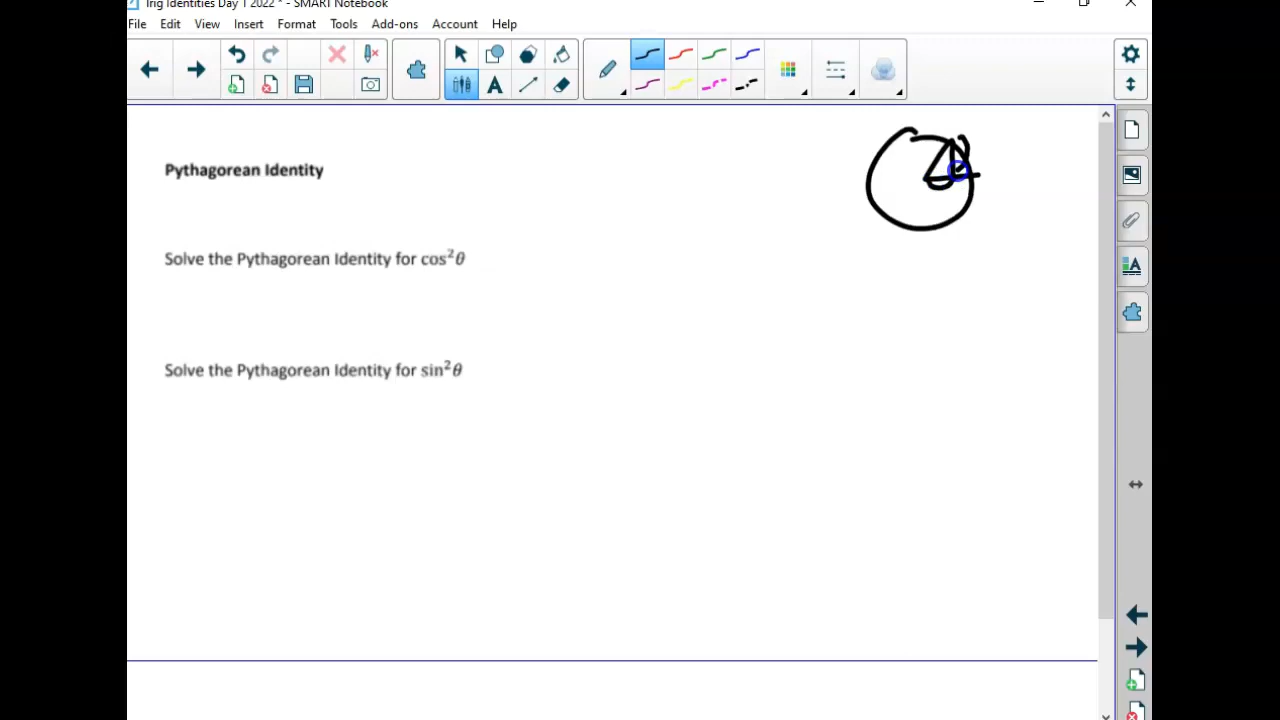 Trig Identities Day 1 2022 * - SMART Notebook
File Edit View Insert Format Tools Add-ons Account Help
Pythagorean Identity
Solve the Pythagorean Identity for cos²θ
Solve the Pythagorean Identity for sin²θ